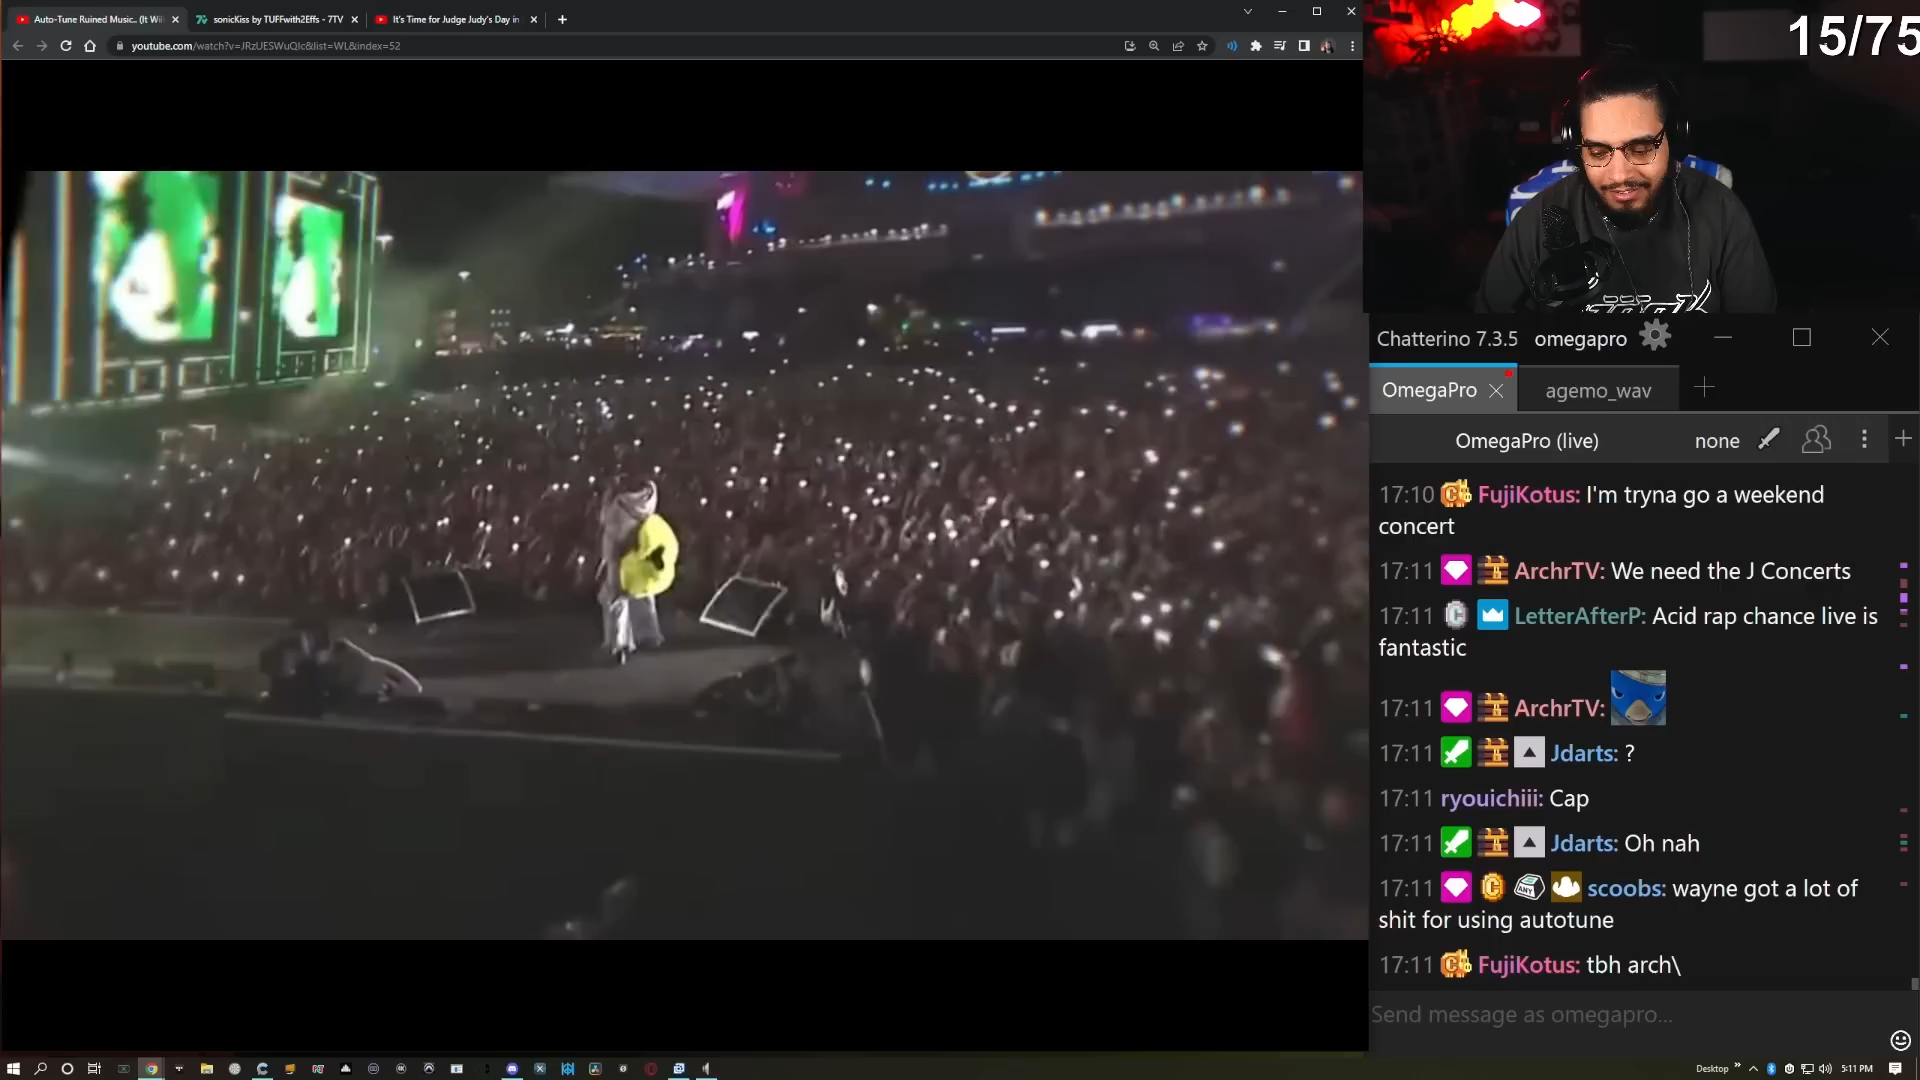 Auto-Tune Ruined Music.. (It Wil
sonicKiss by TUFFwith2Effs - 7TV
It's Time for Judge Judy's Day in
youtube.com/watch?v=JRzUESWuQIc&list=WL&index=52
15/75
Chatterino 7.3.5 omegapro
OmegaPro
agemo_wav
OmegaPro (live)
none
17:10 FujiKotus: I'm tryna go a weekend
concert
17:11 ArchrTV: We need the J Concerts
17:11 LetterAfterP: Acid rap chance live is
fantastic
17:11 ArchrTV:
17:11 Jdarts: ?
17:11 ryouichiii: Cap
17:11 Jdarts: Oh nah
17:11 ANY scoobs: wayne got a lot of
shit for using autotune
17:11 FujiKotus: tbh arch\
Send message as omegapro...
Desktop
5:11 PM